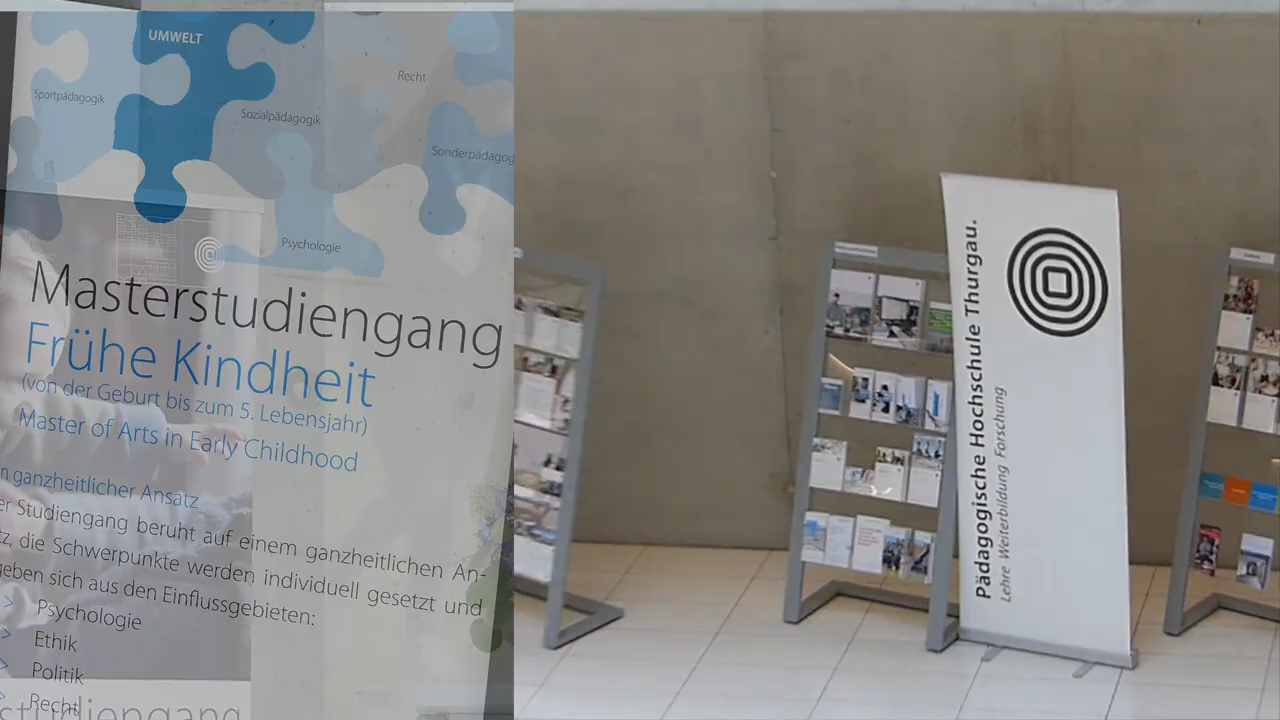 UMWELT
Recht
Sportpädagogik
Sozialpädagogik
Sonderpädagog
Psychologie
Masterstudiengang
Frühe Kindheit
(von der Geburt bis zum 5. Lebensjahr)
Master of Arts in Early Childhood
n ganzheitlicher Ansatz
er Studiengang beruht auf einem ganzheitlichen An-
tz, die Schwerpunkte werden individuell gesetzt und
geben sich aus den Einflussgebieten:
> Psychologie
> Ethik
> Politik
> Recht
studiengang
Pädagogische Hochschule Thurgau.
Lehre Weiterbildung Forschung